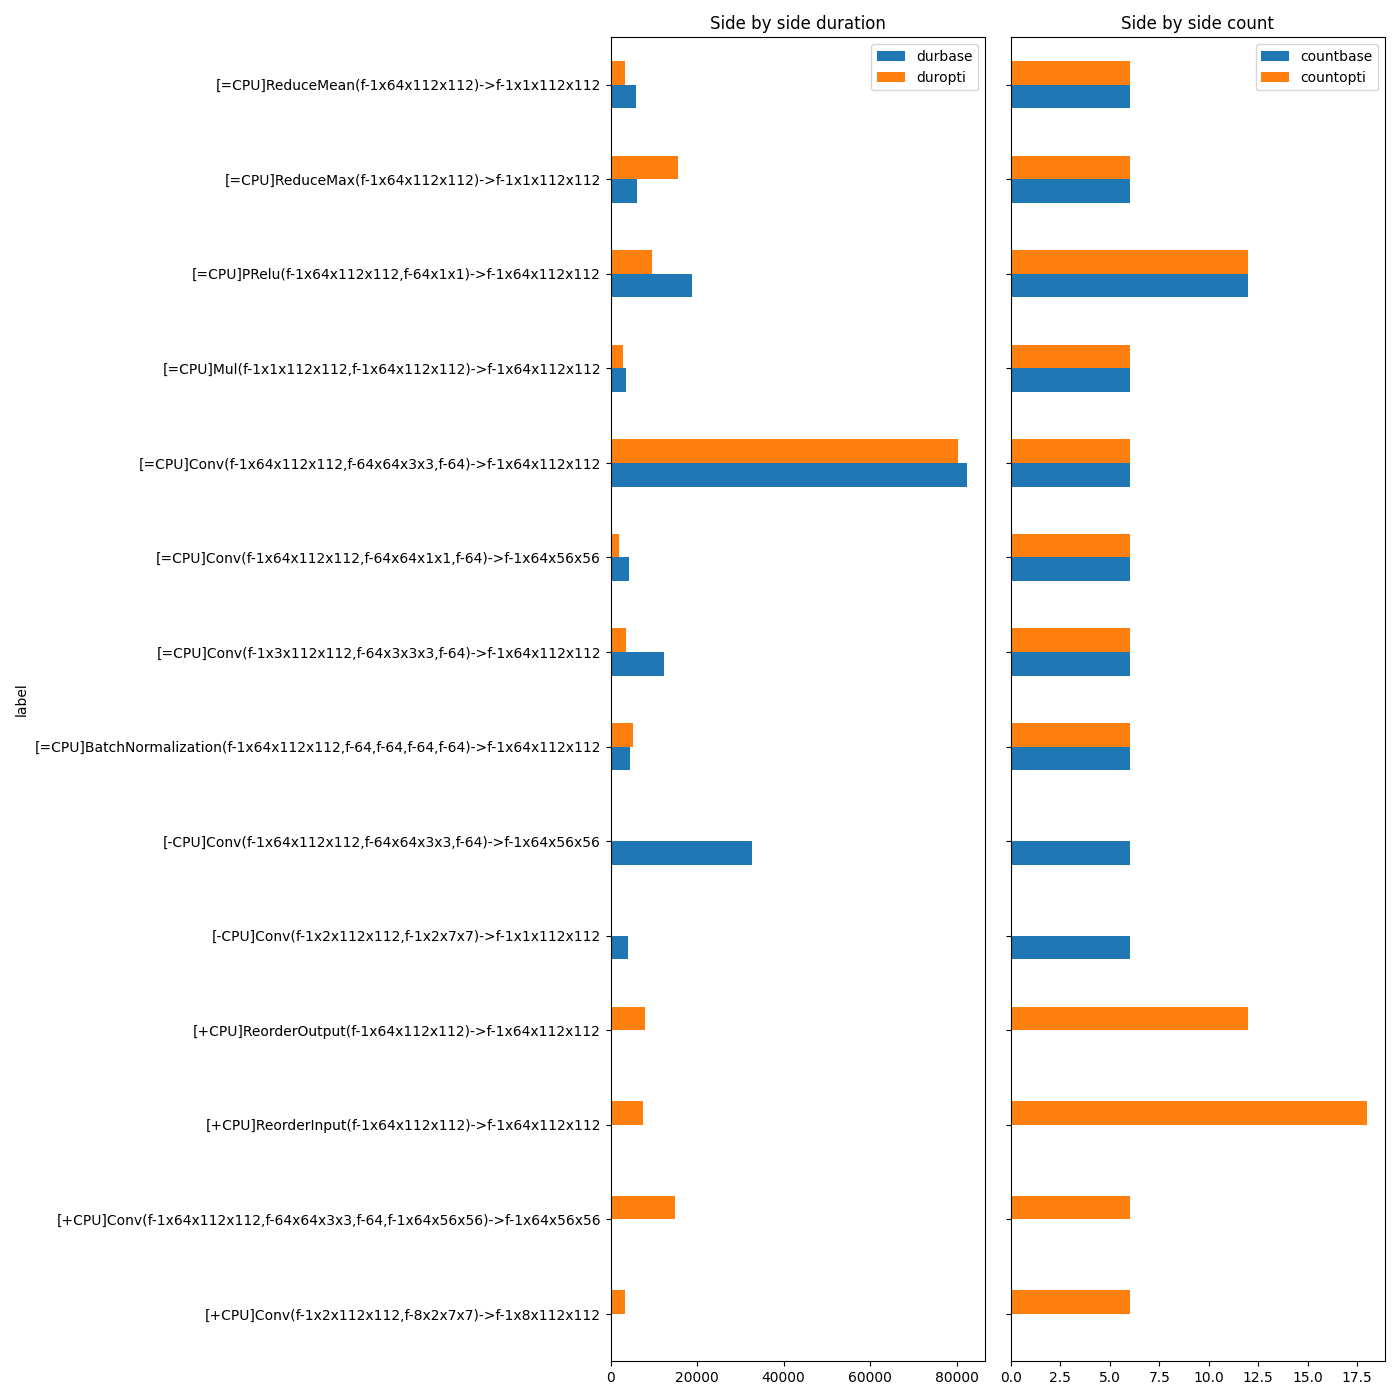 Side by side duration
Side by side count
durbase
duropti
countbase
countopti
label
[=CPU]ReduceMean(f-1x64x112x112)->f-1x1x112x112
[=CPU]ReduceMax(f-1x64x112x112)->f-1x1x112x112
[=CPU]PRelu(f-1x64x112x112,f-64x1x1)->f-1x64x112x112
[=CPU]Mul(f-1x1x112x112,f-1x64x112x112)->f-1x64x112x112
[=CPU]Conv(f-1x64x112x112,f-64x64x3x3,f-64)->f-1x64x112x112
[=CPU]Conv(f-1x64x112x112,f-64x64x1x1,f-64)->f-1x64x56x56
[=CPU]Conv(f-1x3x112x112,f-64x3x3x3,f-64)->f-1x64x112x112
[=CPU]BatchNormalization(f-1x64x112x112,f-64,f-64,f-64,f-64)->f-1x64x112x112
[-CPU]Conv(f-1x64x112x112,f-64x64x3x3,f-64)->f-1x64x56x56
[-CPU]Conv(f-1x2x112x112,f-1x2x7x7)->f-1x1x112x112
[+CPU]ReorderOutput(f-1x64x112x112)->f-1x64x112x112
[+CPU]ReorderInput(f-1x64x112x112)->f-1x64x112x112
[+CPU]Conv(f-1x64x112x112,f-64x64x3x3,f-64,f-1x64x56x56)->f-1x64x56x56
[+CPU]Conv(f-1x2x112x112,f-8x2x7x7)->f-1x8x112x112
0 20000 40000 60000 80000
0.0 2.5 5.0 7.5 10.0 12.5 15.0 17.5